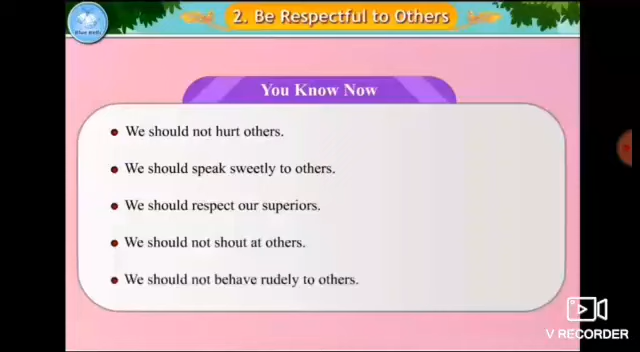 2. Be Respectful to Others
You Know Now
• We should not hurt others.
• We should speak sweetly to others.
• We should respect our superiors.
• We should not shout at others.
• We should not behave rudely to others.
V RECORDER